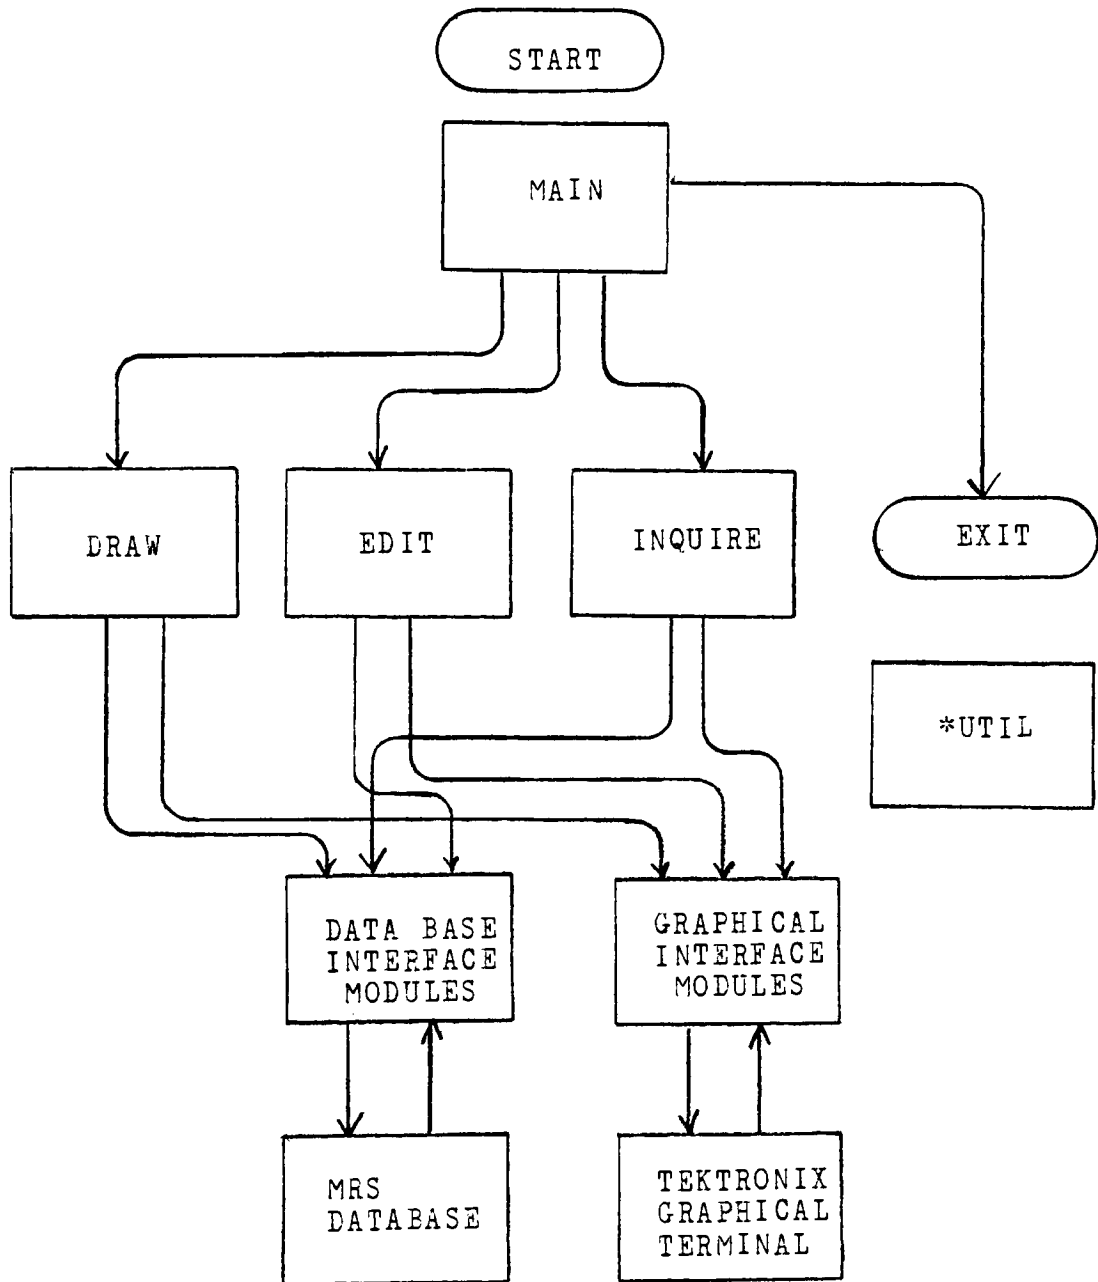 START
MAIN
DRAW
EDIT
INQUIRE
EXIT
*UTIL
DATA BASE
INTERFACE
MODULES
GRAPHICAL
INTERFACE
MODULES
MRS
DATABASE
TEKTRONIX
GRAPHICAL
TERMINAL